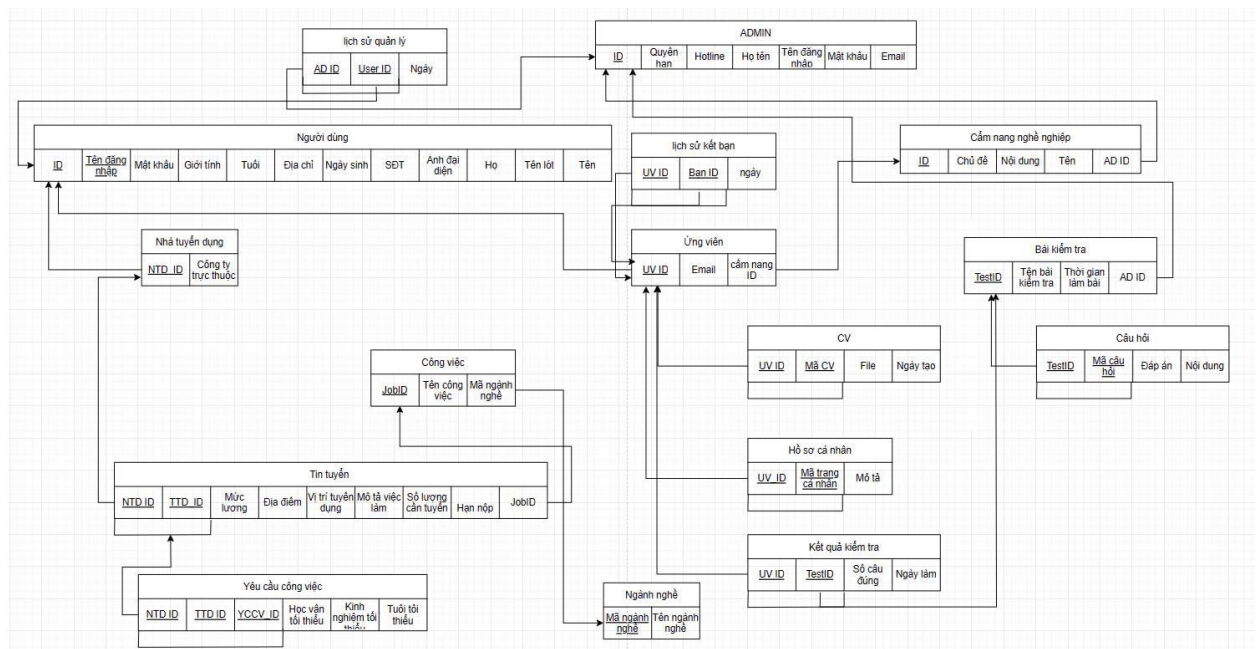 lịch sử quản lý
AD ID User ID Ngày
ADMIN
ID Quyền hạn Hotline Họ tên Tên đăng nhập Mật khẩu Email
Người dùng
ID Tên đăng nhập Mật khẩu Giới tính Tuổi Địa chỉ Ngày sinh SĐT Ảnh đại diện Họ Tên lót Tên
lịch sử kết bạn
UV ID Ban ID ngày
Cẩm nang nghề nghiệp
ID Chủ đề Nội dung Tên AD ID
Nhà tuyển dụng
NTD_ID Công ty trực thuộc
Ứng viên
UV ID Email cẩm nang ID
Bài kiểm tra
TestID Tên bài kiểm tra Thời gian làm bài AD ID
CV
UV ID Mã CV File Ngày tạo
Câu hỏi
TestID Mã câu hỏi Đáp án Nội dung
Công việc
JobID Tên công việc Mã ngành nghề
Hồ sơ cá nhân
UV_ID Mã trang cá nhân Mô tả
Tin tuyển
NTD ID TTD_ID Mức lương Địa điểm Vị trí tuyển dụng Mô tả việc làm Số lượng cần tuyển Hạn nộp JobID
Kết quả kiểm tra
UV ID TestID Số câu đúng Ngày làm
Yêu cầu công việc
NTD ID TTD ID YCCV_ID Học vấn tối thiểu Kinh nghiệm tối thiểu Tuổi tối thiểu
Ngành nghề
Mã ngành nghề Tên ngành nghề